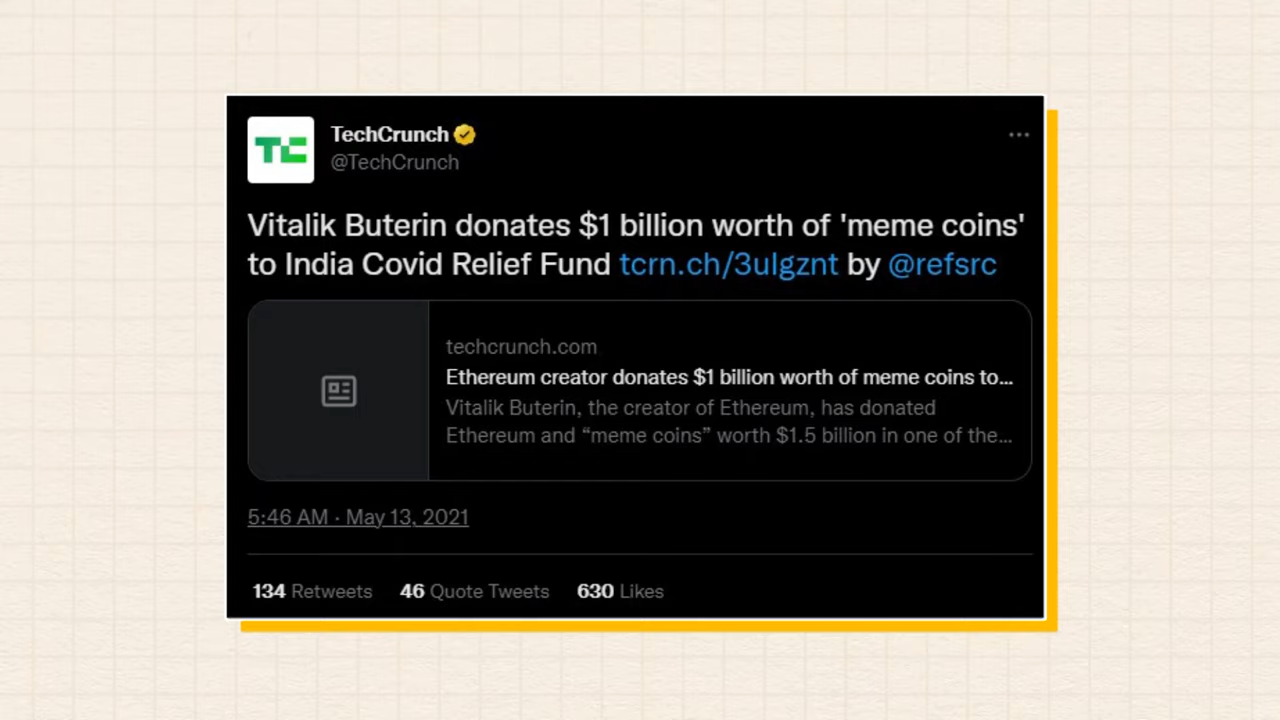 TC
TechCrunch
@TechCrunch
Vitalik Buterin donates $1 billion worth of 'meme coins'
to India Covid Relief Fund tcrn.ch/3ulgznt by @refsrc
techcrunch.com
Ethereum creator donates $1 billion worth of meme coins to...
Vitalik Buterin, the creator of Ethereum, has donated
Ethereum and “meme coins” worth $1.5 billion in one of the...
5:46 AM · May 13, 2021
134 Retweets 46 Quote Tweets 630 Likes